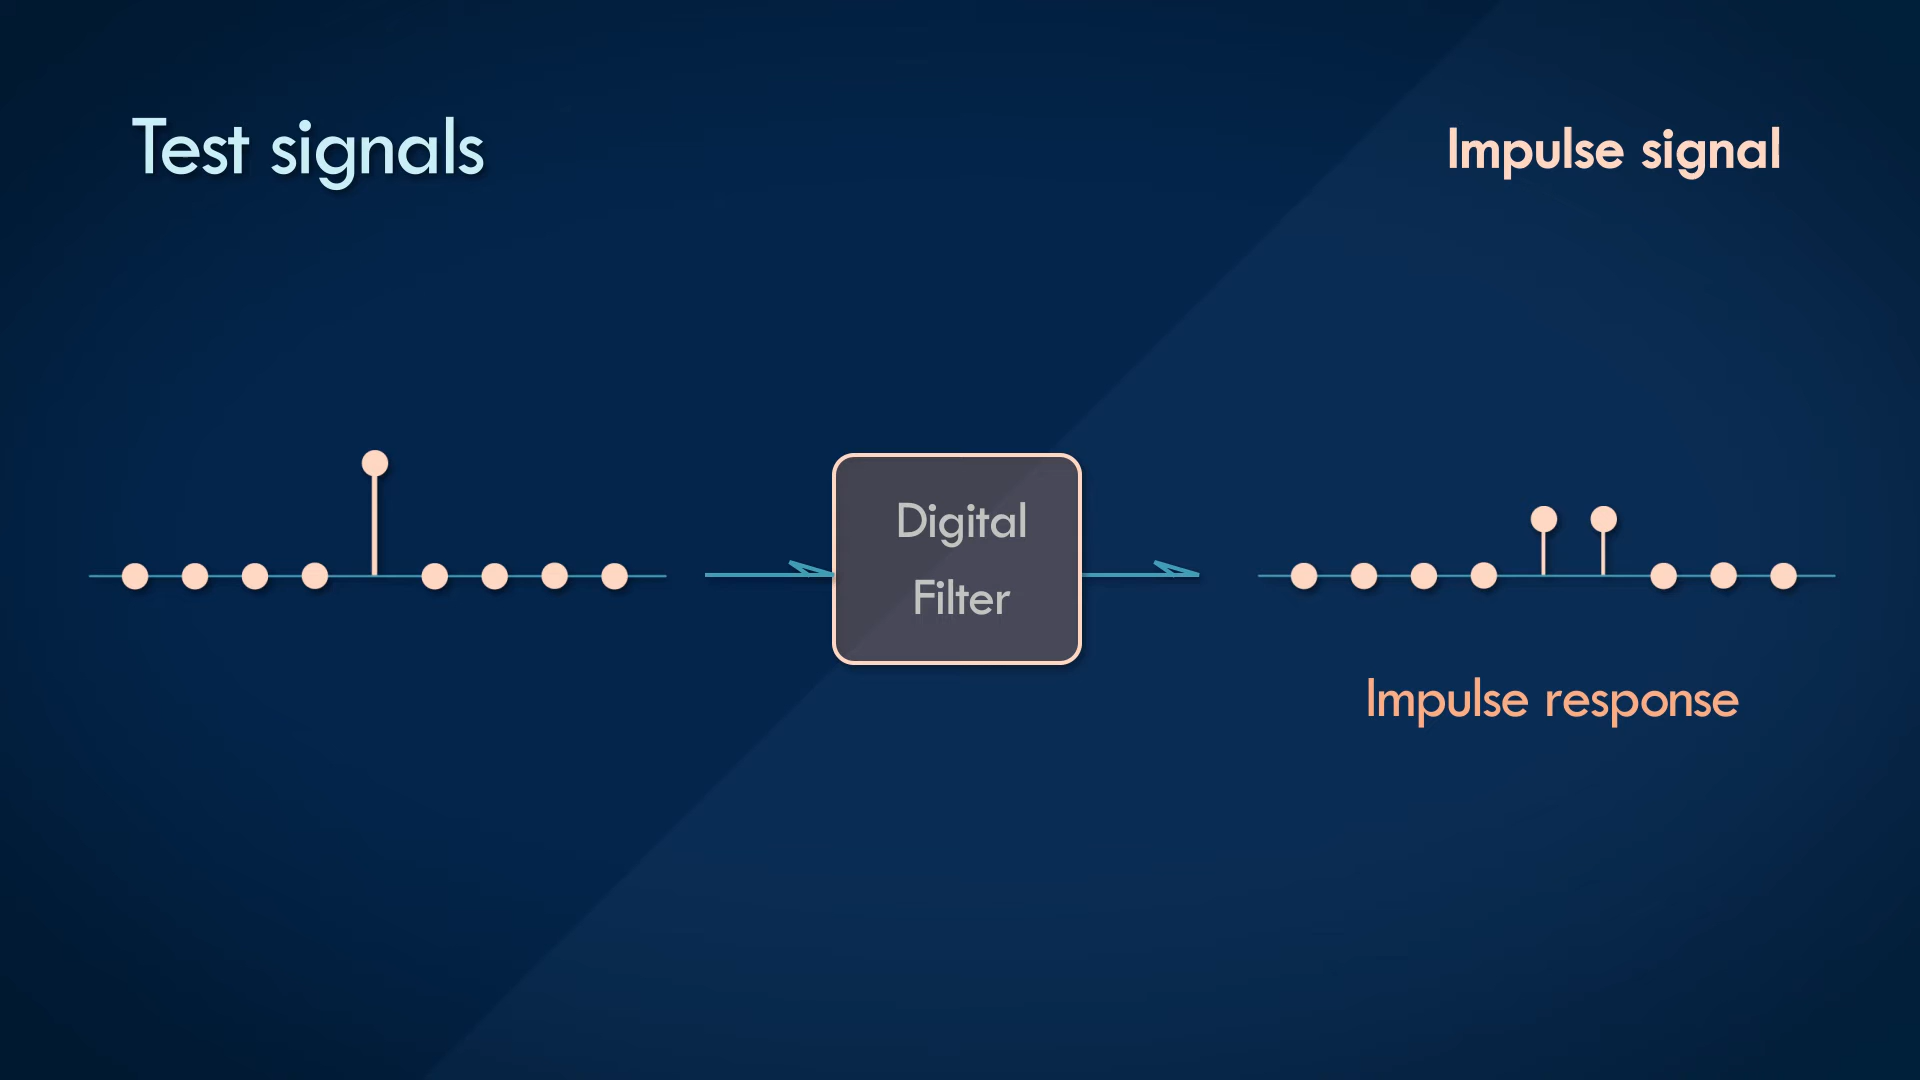 Test signals
Impulse signal
Digital
Filter
Impulse response